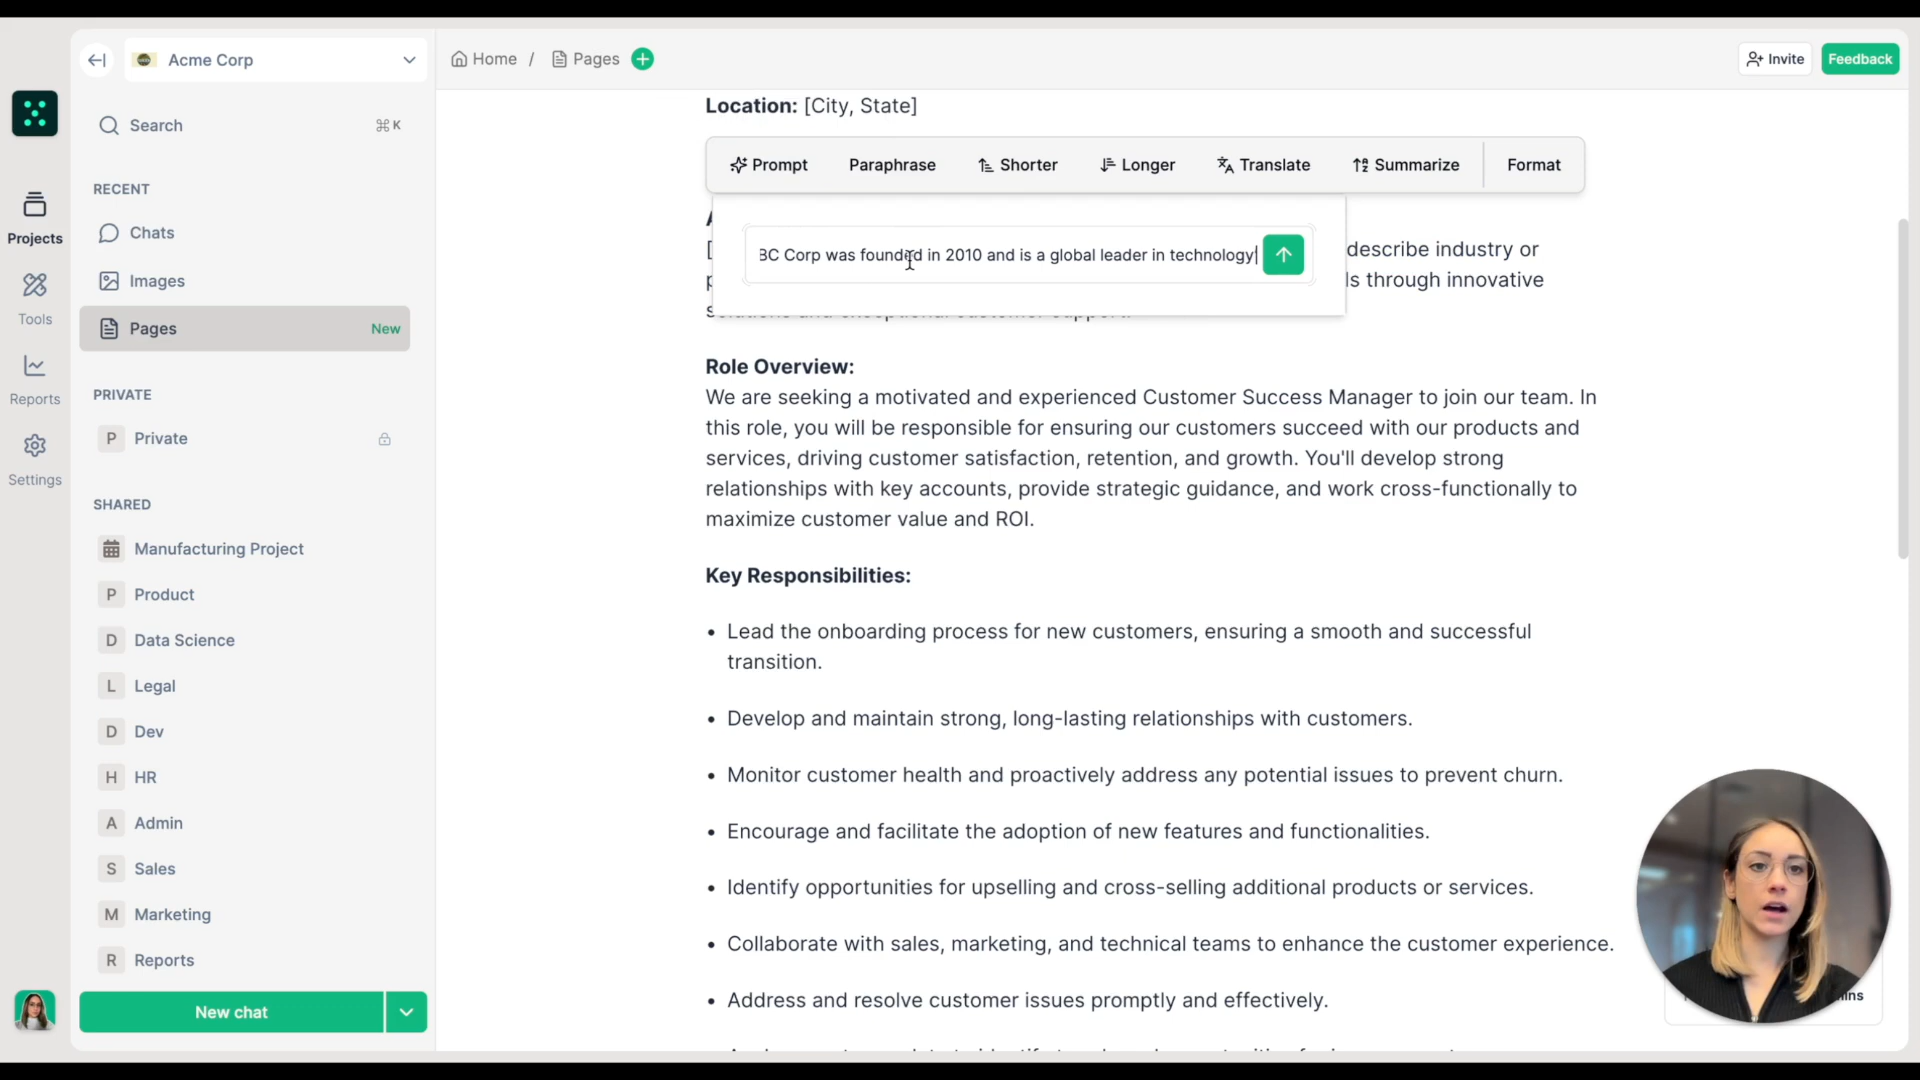 Acme Corp
Home / Pages
Invite
Feedback
Search
⌘ K
RECENT
Chats
Images
Pages
New
PRIVATE
P Private
SHARED
Manufacturing Project
P Product
D Data Science
L Legal
D Dev
H HR
A Admin
S Sales
M Marketing
R Reports
New chat
Projects
Tools
Reports
Settings
Location: [City, State]
Prompt
Paraphrase
Shorter
Longer
Translate
Summarize
Format
BC Corp was founded in 2010 and is a global leader in technology
describe industry or
s through innovative
solutions and exceptional customer support.
Role Overview:
We are seeking a motivated and experienced Customer Success Manager to join our team. In
this role, you will be responsible for ensuring our customers succeed with our products and
services, driving customer satisfaction, retention, and growth. You'll develop strong
relationships with key accounts, provide strategic guidance, and work cross-functionally to
maximize customer value and ROI.
Key Responsibilities:
• Lead the onboarding process for new customers, ensuring a smooth and successful
transition.
• Develop and maintain strong, long-lasting relationships with customers.
• Monitor customer health and proactively address any potential issues to prevent churn.
• Encourage and facilitate the adoption of new features and functionalities.
• Identify opportunities for upselling and cross-selling additional products or services.
• Collaborate with sales, marketing, and technical teams to enhance the customer experience.
• Address and resolve customer issues promptly and effectively.